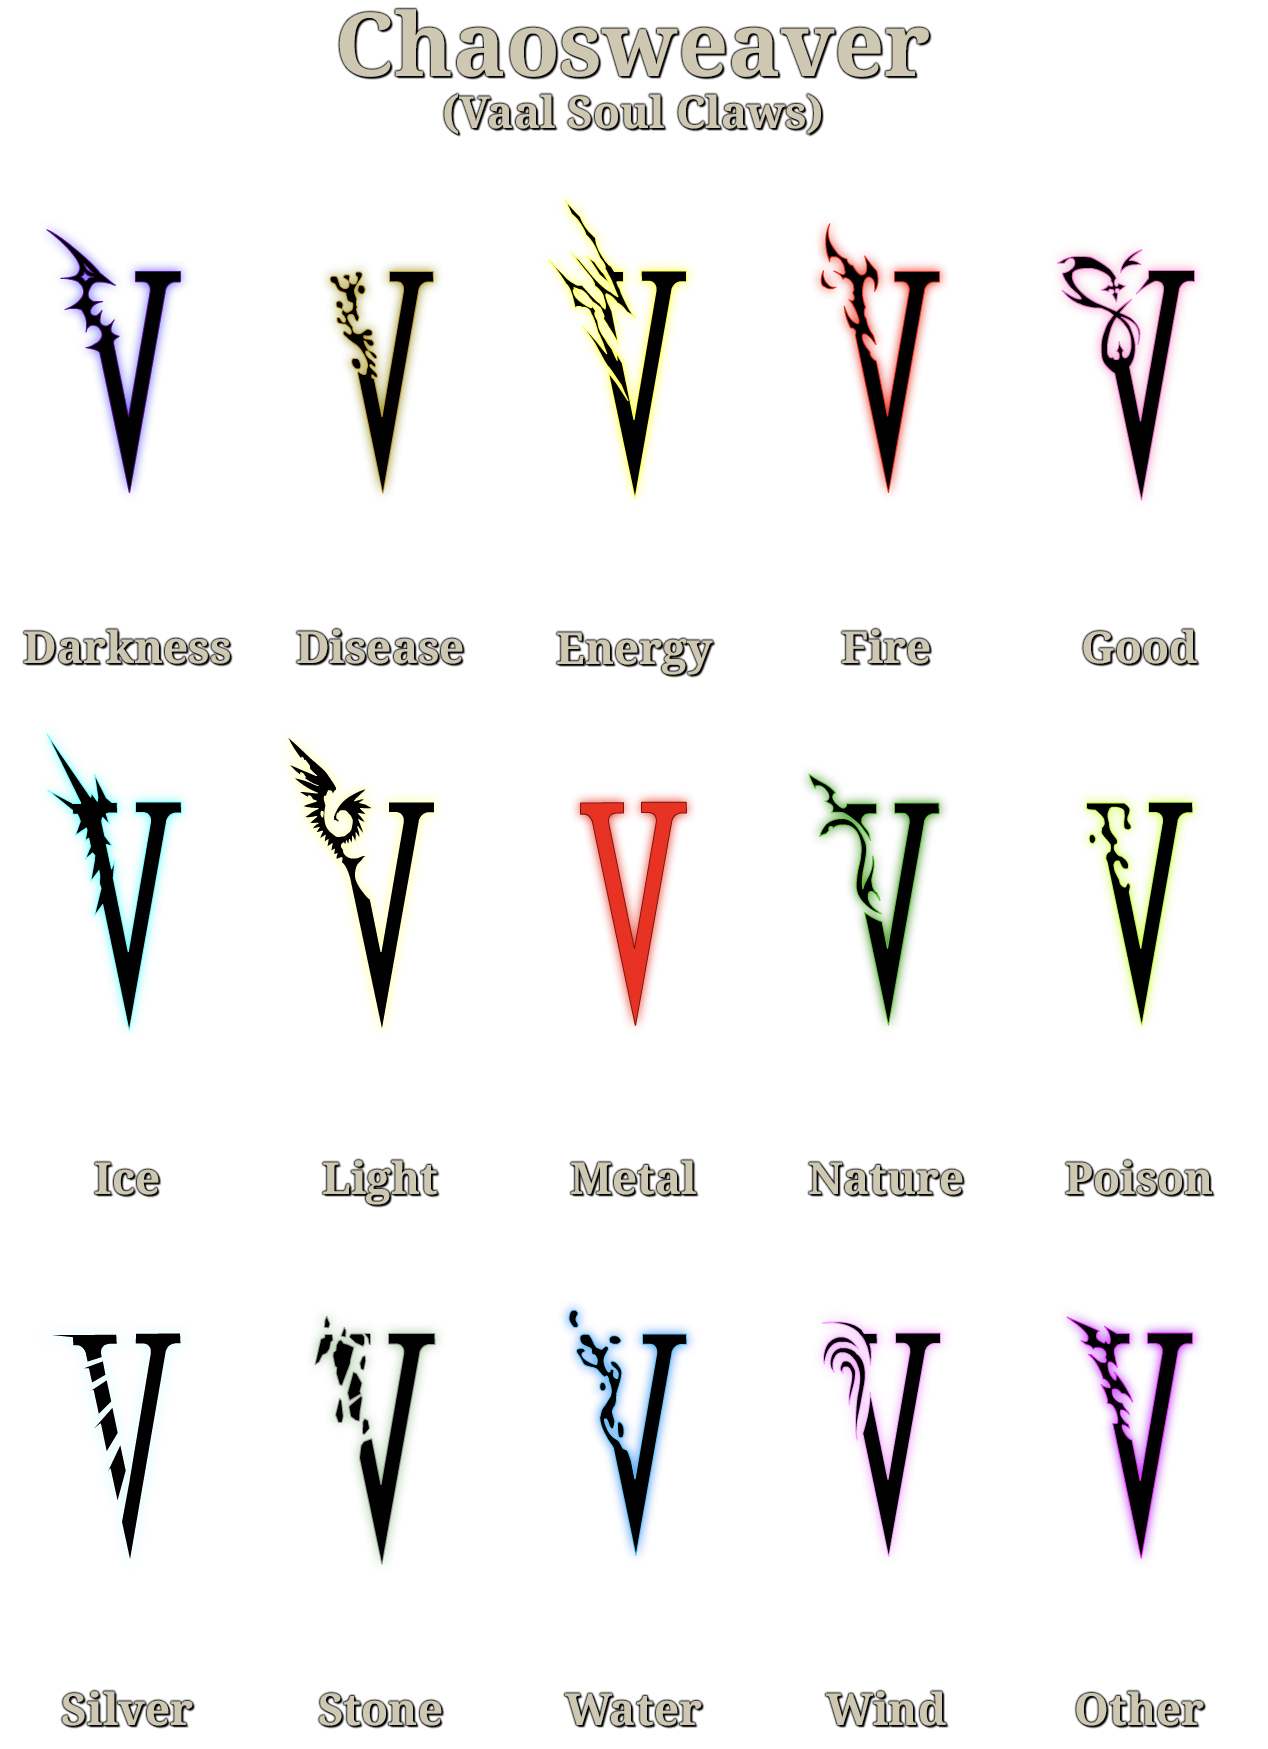 Chaosweaver
(Vaal Soul Claws)
V V V V V
Darkness Disease Energy Fire Good
V V V V V
Ice Light Metal Nature Poison
V V V V V
Silver Stone Water Wind Other